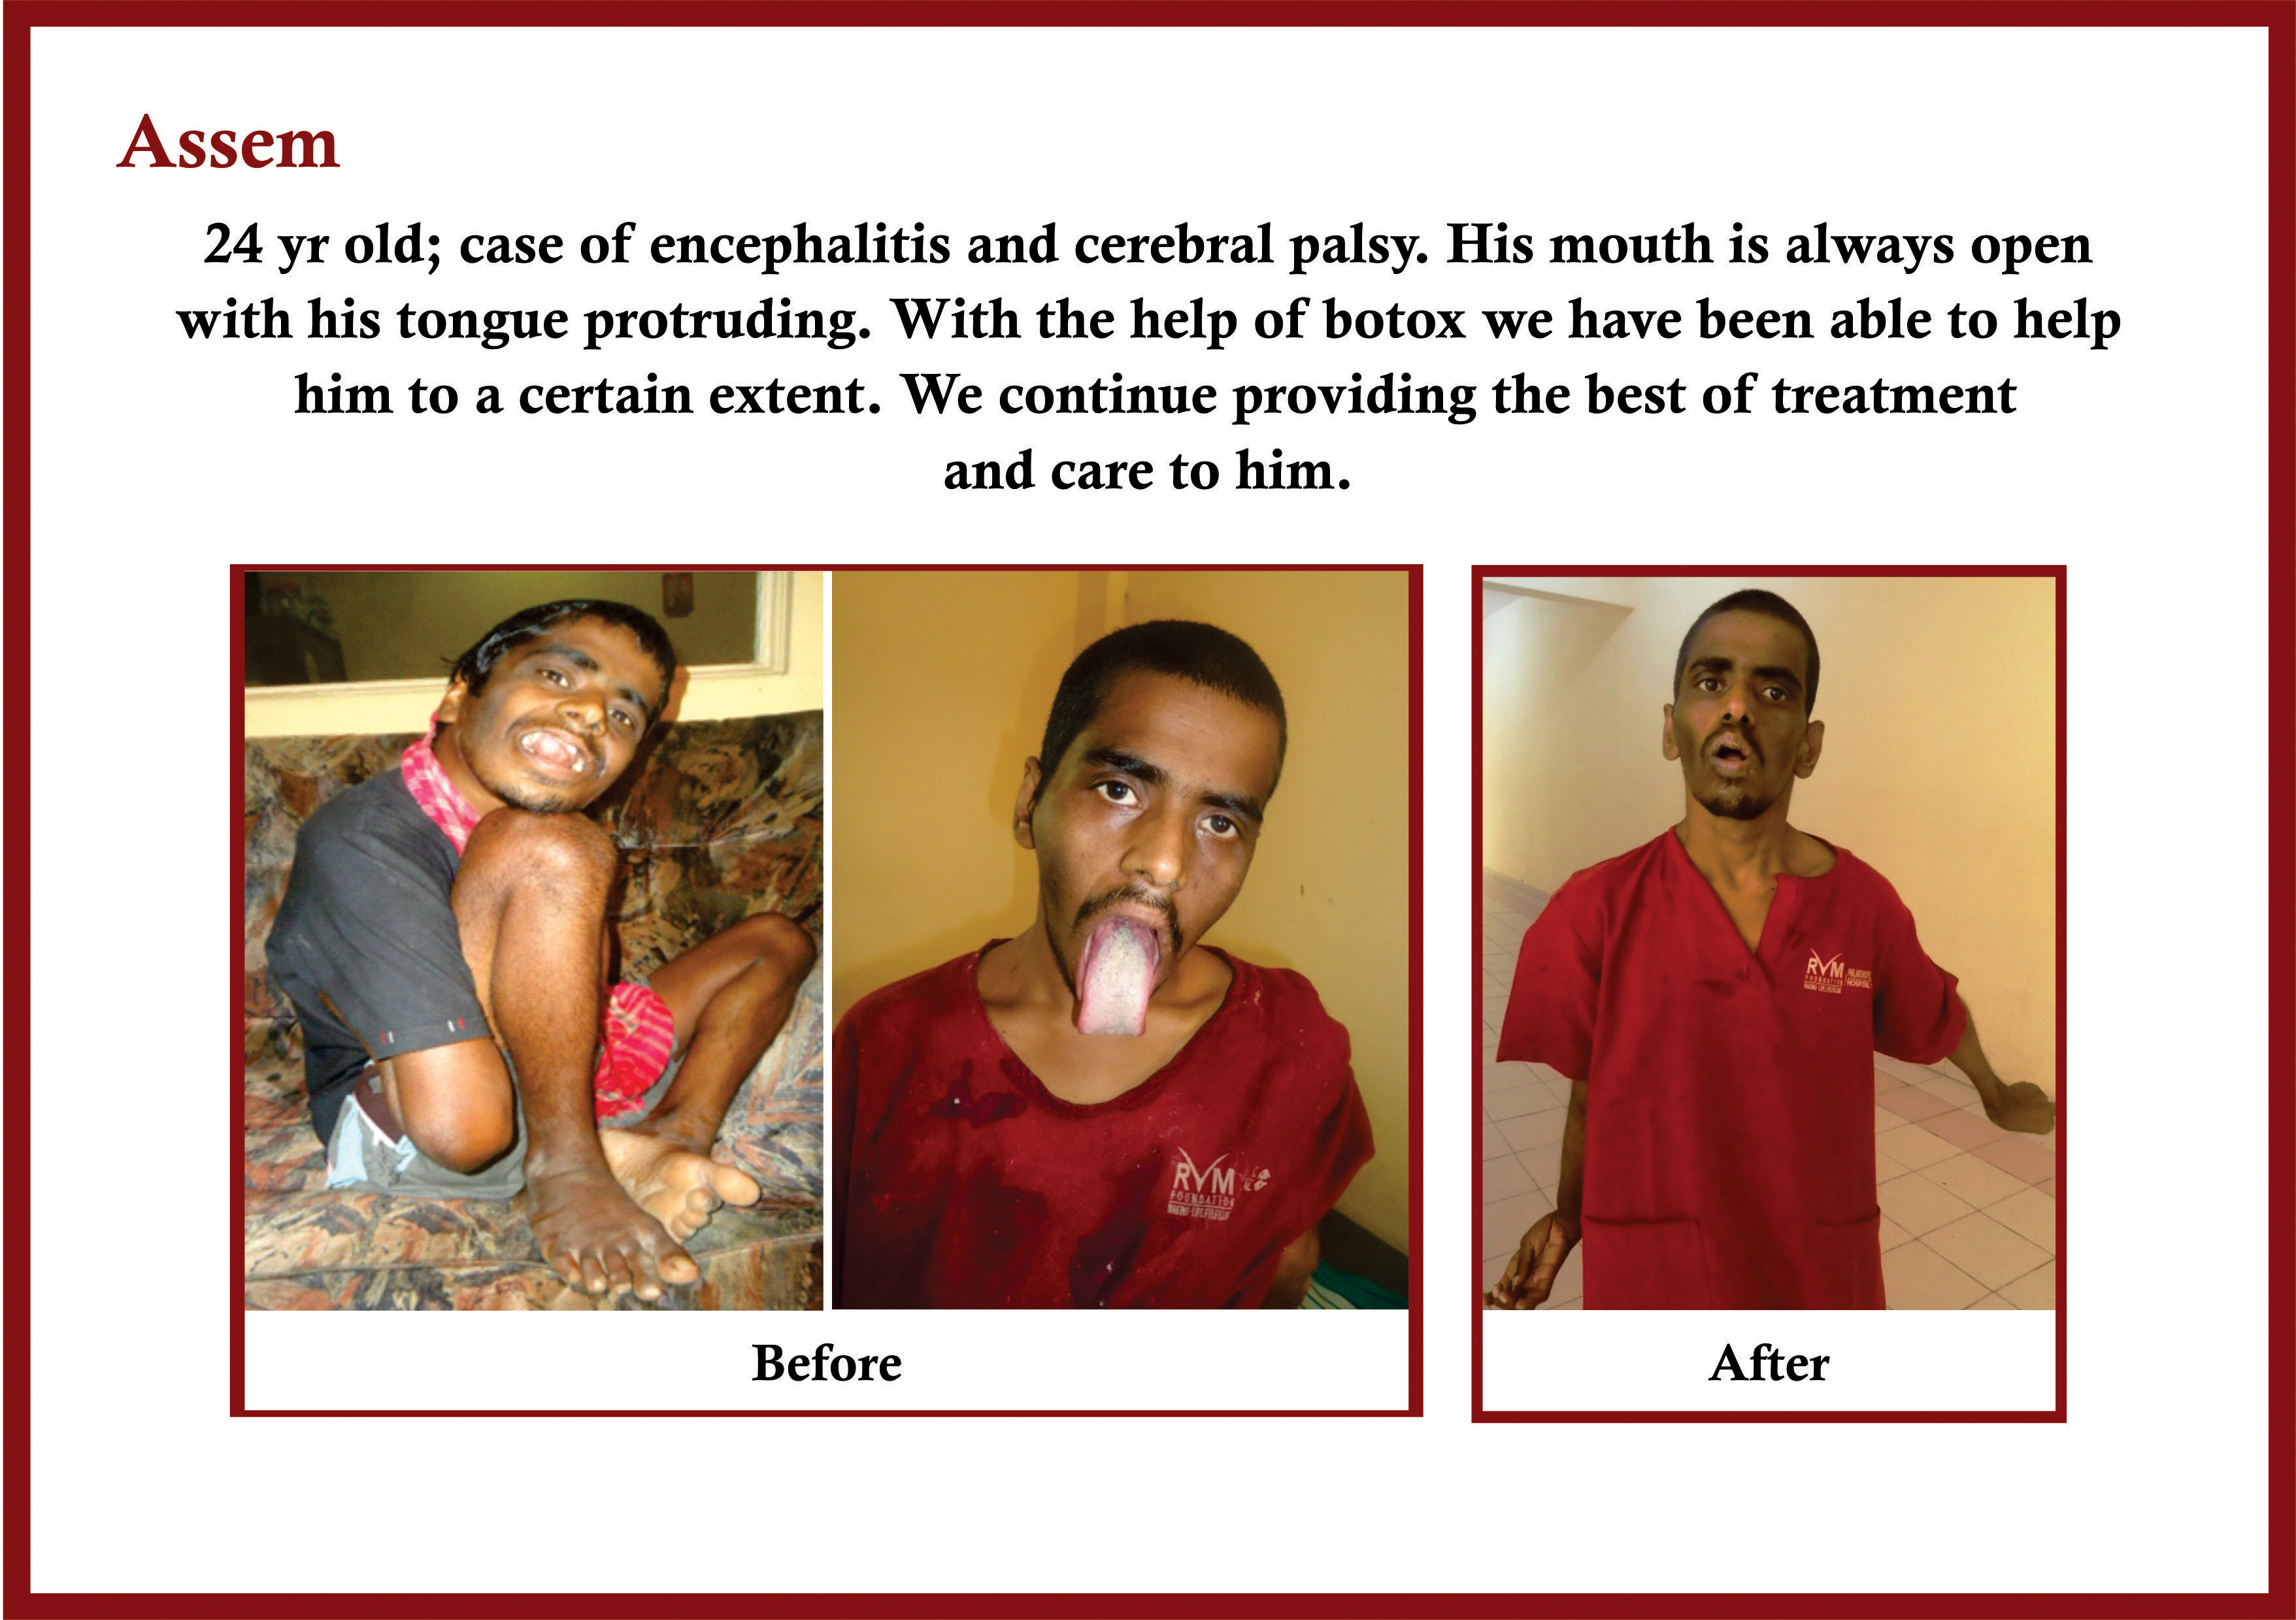 Assem
24 yr old; case of encephalitis and cerebral palsy. His mouth is always open
with his tongue protruding. With the help of botox we have been able to help
him to a certain extent. We continue providing the best of treatment
and care to him.
RVM
FOUNDATION
RVM
FOUNDATION
HOSPITAL
Before
After